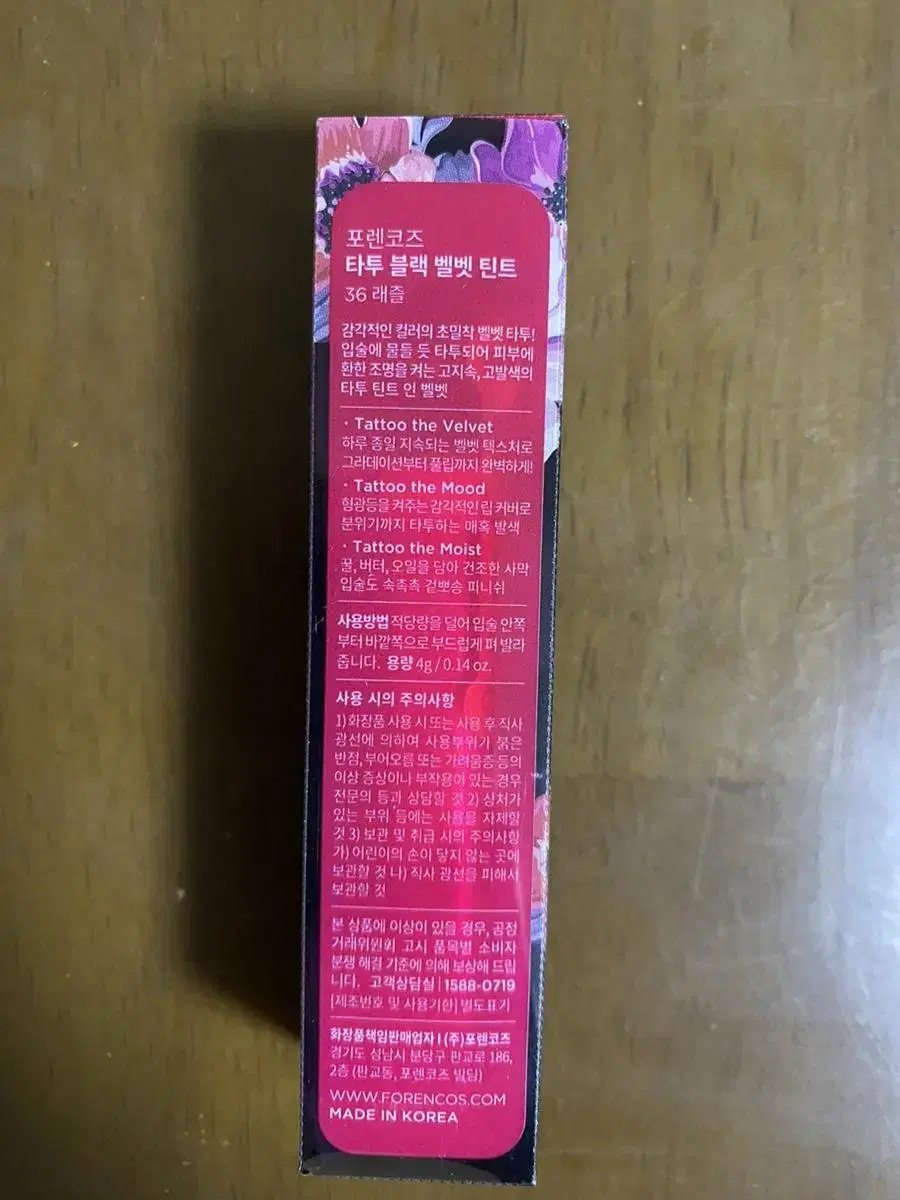 포렌코즈
타투 블랙 벨벳 틴트
36 래즐
감각적인 컬러의 초밀착 벨벳 타투!
입술에 물들 듯 타투되어 피부에
환한 조명을 켜는 고지속, 고발색의
타투 틴트 인 벨벳
· Tattoo the Velvet
하루 종일 지속되는 벨벳 텍스처로
그라데이션부터 풀립까지 완벽하게!
· Tattoo the Mood
형광등을 켜주는 감각적인 립 커버로
분위기까지 타투하는 매혹 발색
· Tattoo the Moist
꿀, 버터, 오일을 담아 건조한 사막
입술도 속촉촉 겉뽀송 피니쉬
사용방법 적당량을 덜어 입술 안쪽
부터 바깥쪽으로 부드럽게 펴 발라
줍니다. 용량 4g / 0.14 oz.
사용 시의 주의사항
1) 화장품 사용 시 또는 사용 후 직사
광선에 의하여 사용부위가 붉은
반점, 부어오름 또는 가려움증 등의
이상 증상이나 부작용이 있는 경우
전문의 등과 상담할 것 2) 상처가
있는 부위 등에는 사용을 자제할
것 3) 보관 및 취급 시의 주의사항
가) 어린이의 손이 닿지 않는 곳에
보관할 것 나) 직사 광선을 피해서
보관할 것
본 상품에 이상이 있을 경우, 공정
거래위원회 고시 품목별 소비자
분쟁 해결 기준에 의해 보상해 드립
니다. 고객상담실 | 1588-0719
[제조번호 및 사용기한] 별도표기
화장품책임판매업자 | (주)포렌코즈
경기도 성남시 분당구 판교로 186,
2층 (판교동, 포렌코즈 빌딩)
WWW.FORENCOS.COM
MADE IN KOREA